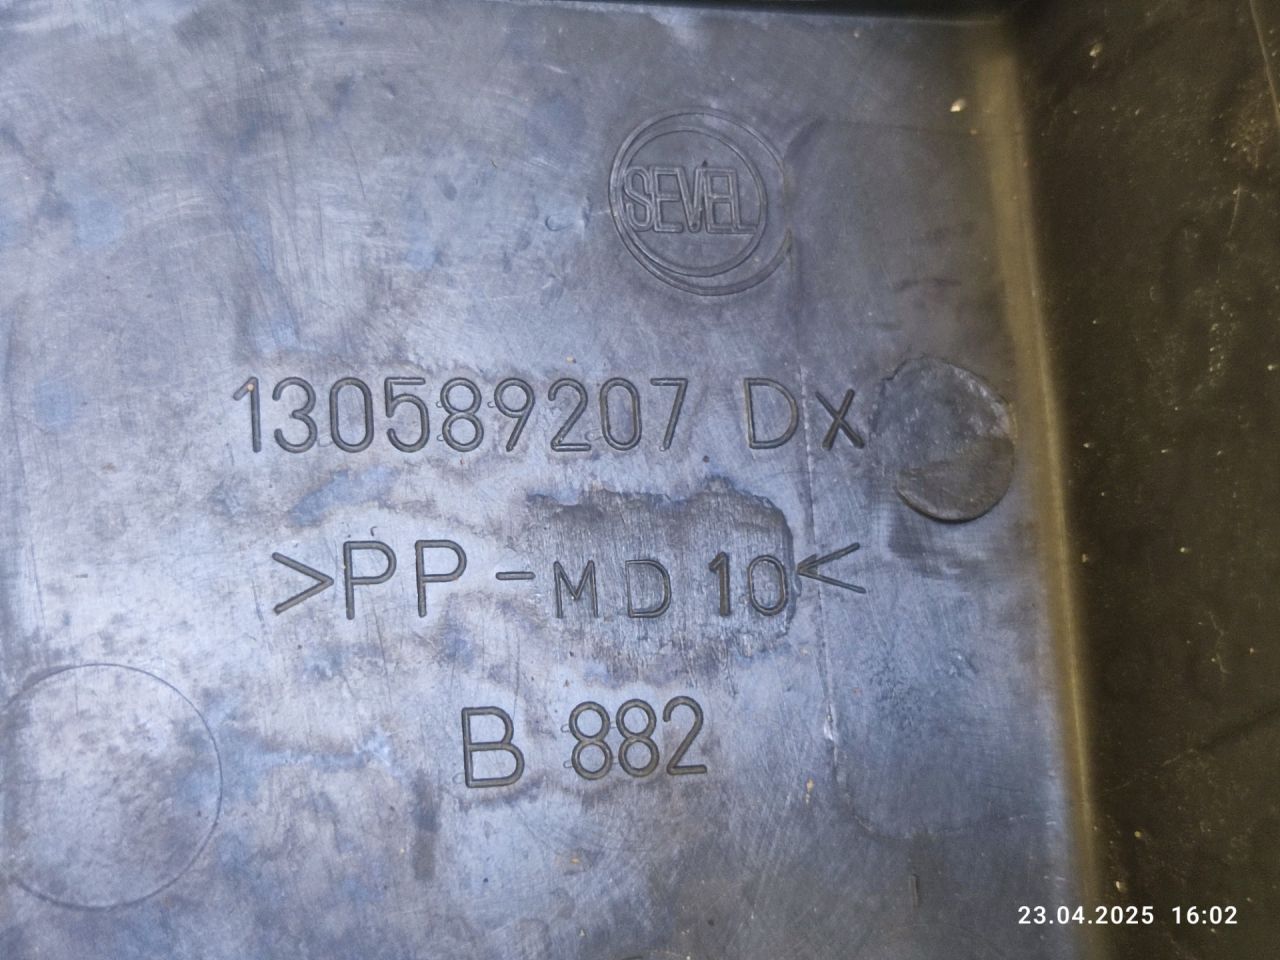 SEVEL
130589207 DX
>PP-MD10<
B 882
23.04.2025 16:02